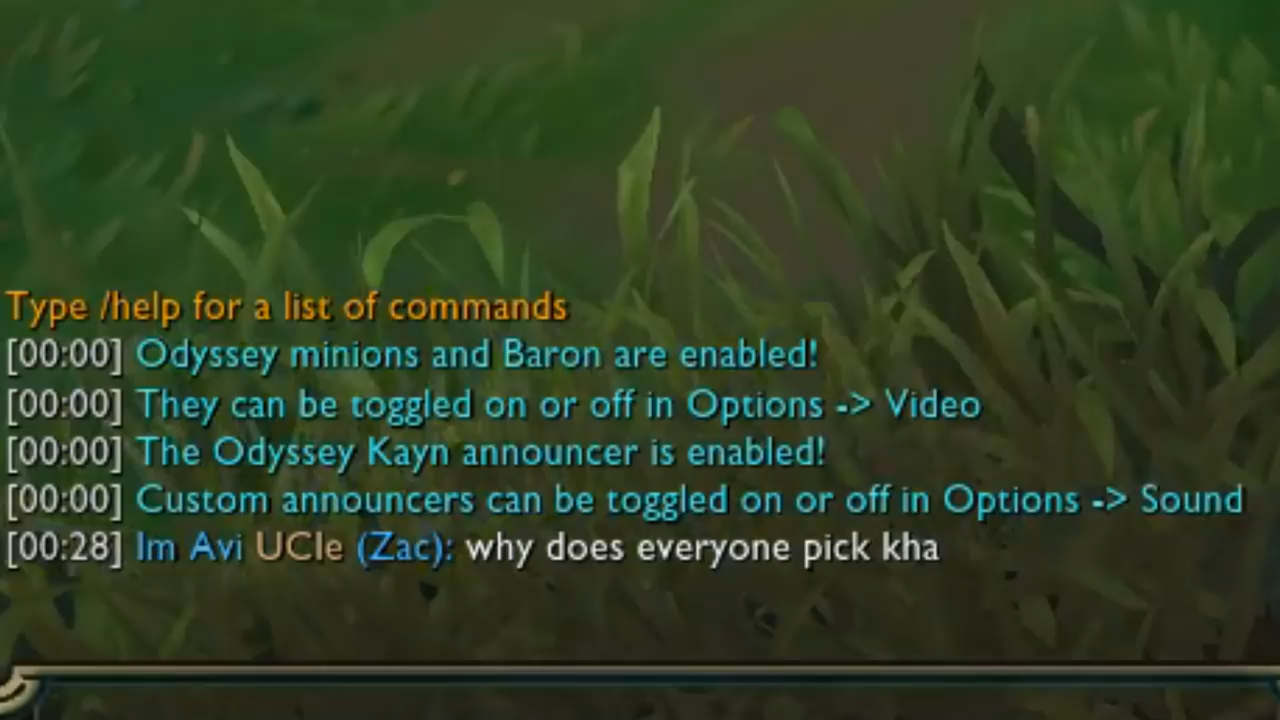 Type /help for a list of commands
[00:00] Odyssey minions and Baron are enabled!
[00:00] They can be toggled on or off in Options -> Video
[00:00] The Odyssey Kayn announcer is enabled!
[00:00] Custom announcers can be toggled on or off in Options -> Sound
[00:28] Im Avi UCIe (Zac): why does everyone pick kha